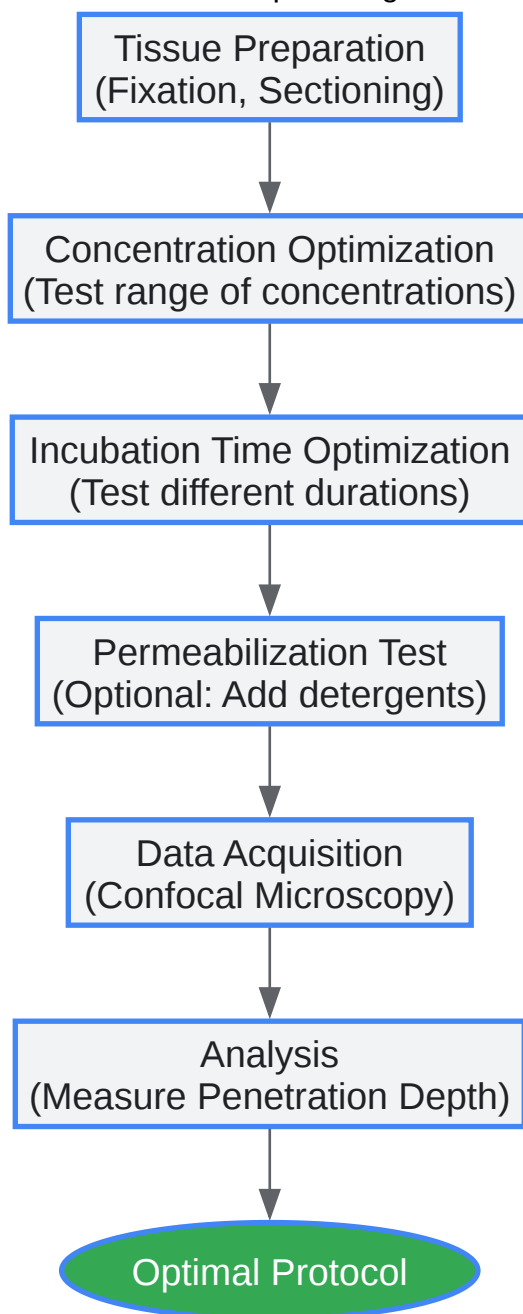 Tissue Preparation
(Fixation, Sectioning)
Concentration Optimization
(Test range of concentrations)
Incubation Time Optimization
(Test different durations)
Permeabilization Test
(Optional: Add detergents)
Data Acquisition
(Confocal Microscopy)
Analysis
(Measure Penetration Depth)
Optimal Protocol